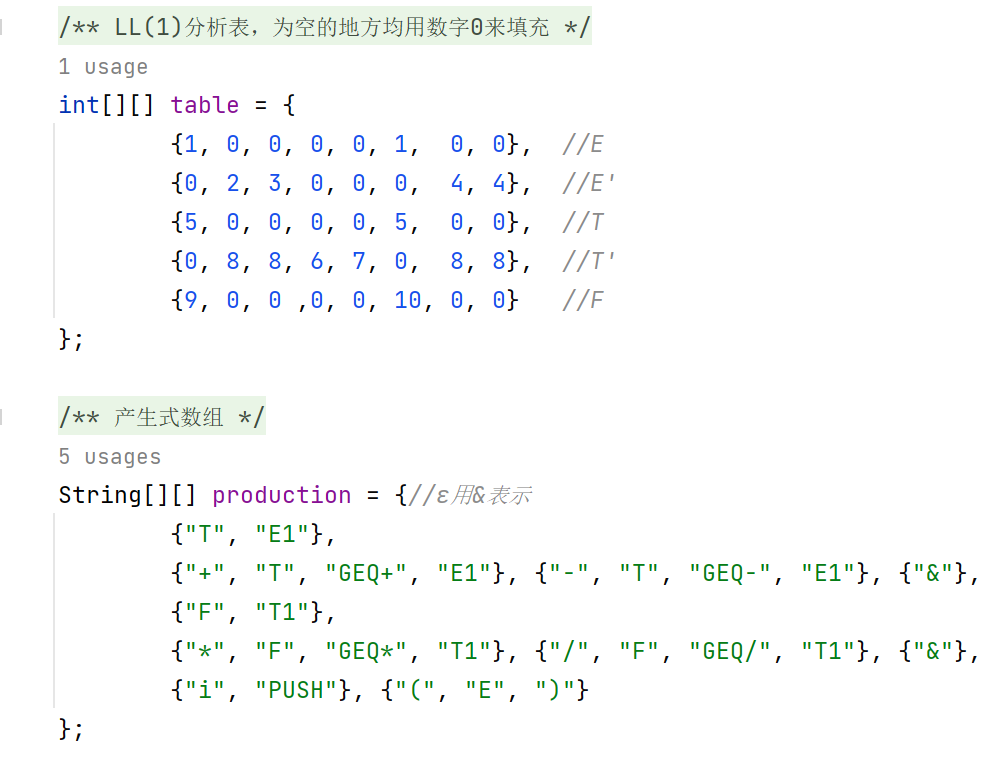 /** LL(1)分析表，为空的地方均用数字0来填充 */
1 usage
int[][] table = {
{1, 0, 0, 0, 0, 1,  0, 0},  //E
{0, 2, 3, 0, 0, 0,  4, 4},  //E'
{5, 0, 0, 0, 0, 5,  0, 0},  //T
{0, 8, 8, 6, 7, 0,  8, 8},  //T'
{9, 0, 0 ,0, 0, 10, 0, 0}   //F
};
/** 产生式数组 */
5 usages
String[][] production = {//ε用&表示
{"T", "E1"},
{"+", "T", "GEQ+", "E1"}, {"-", "T", "GEQ-", "E1"}, {"&"},
{"F", "T1"},
{"*", "F", "GEQ*", "T1"}, {"/", "F", "GEQ/", "T1"}, {"&"},
{"i", "PUSH"}, {"(", "E", ")"}
};